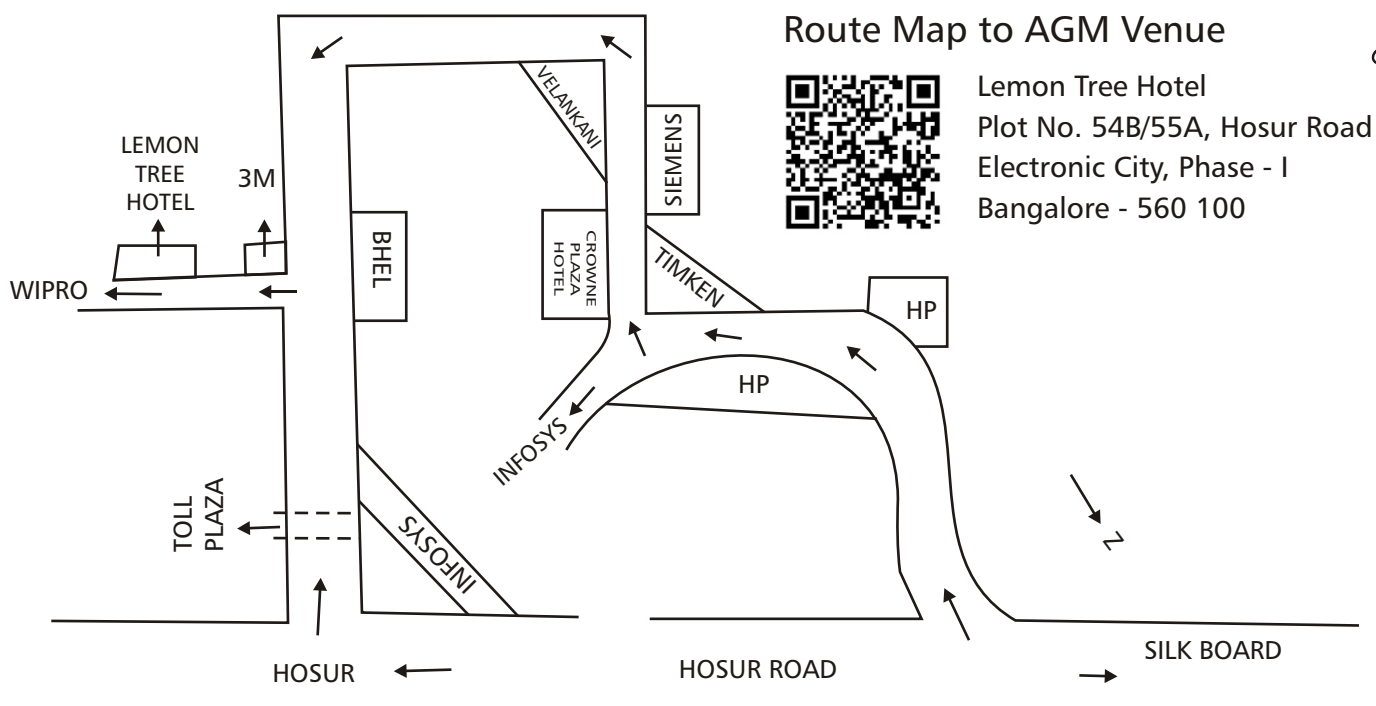 Route Map to AGM Venue
Lemon Tree Hotel
Plot No. 54B/55A, Hosur Road
Electronic City, Phase - I
Bangalore - 560 100
VELANKANI
SIEMENS
LEMON
TREE
HOTEL
3M
BHEL
CROWNE
PLAZA
HOTEL
TIMKEN
WIPRO
HP
HP
INFOSYS
TOLL
PLAZA
INFOSYS
N
HOSUR
HOSUR ROAD
SILK BOARD